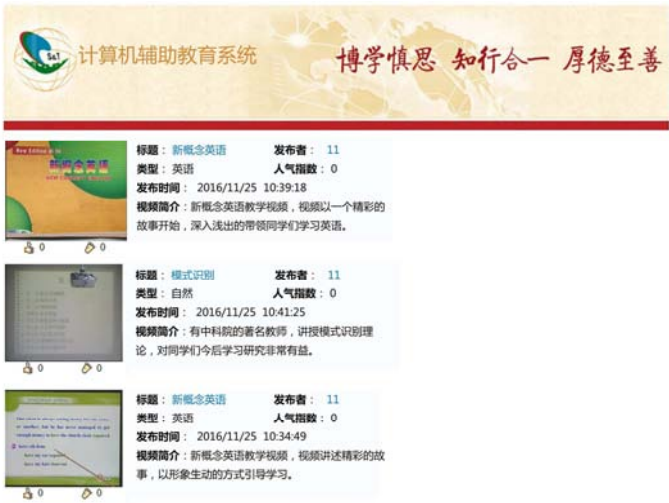 S&T
计算机辅助教育系统
博学慎思 知行合一 厚德至善
New Edition
新概念英语
标题：新概念英语 发布者： 11
类型：英语 人气指数：0
发布时间： 2016/11/25 10:39:18
视频简介：新概念英语教学视频，视频以一个精彩的
故事开始，深入浅出的带领同学们学习英语。
0 0
标题：模式识别 发布者： 11
类型：自然 人气指数：0
发布时间： 2016/11/25 10:41:25
视频简介：有中科院的著名教师，讲授模式识别理
论，对同学们今后学习研究非常有益。
0 0
标题：新概念英语 发布者： 11
类型：英语 人气指数：0
发布时间： 2016/11/25 10:34:49
视频简介：新概念英语教学视频，视频讲述精彩的故
事，以形象生动的方式引导学习。
0 0